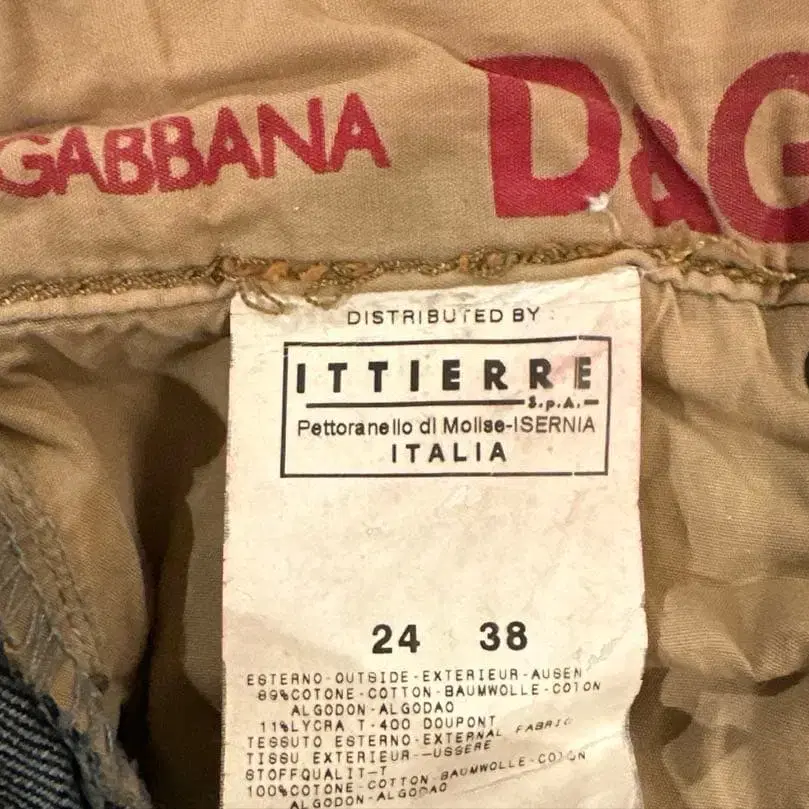 GABBANA D&G
DISTRIBUTED BY:
ITTIERRE
S.p.A.
Pettoranello di Molise-ISERNIA
ITALIA
24 38
ESTERNO-OUTSIDE-EXTERIEUR-AUSEN
89%COTONE-COTTON-BAUMWOLLE-COTON
ALGODON-ALGODAO
11%LYCRA T-400 DOUPONT
TESSUTO ESTERNO-EXTERNAL FABRIC
TISSU EXTERIEUR--USSERE
STOFFQUALIT-T
100%COTONE-COTTON-BAUMWOLLE-COTON
ALGODON-ALGODAO